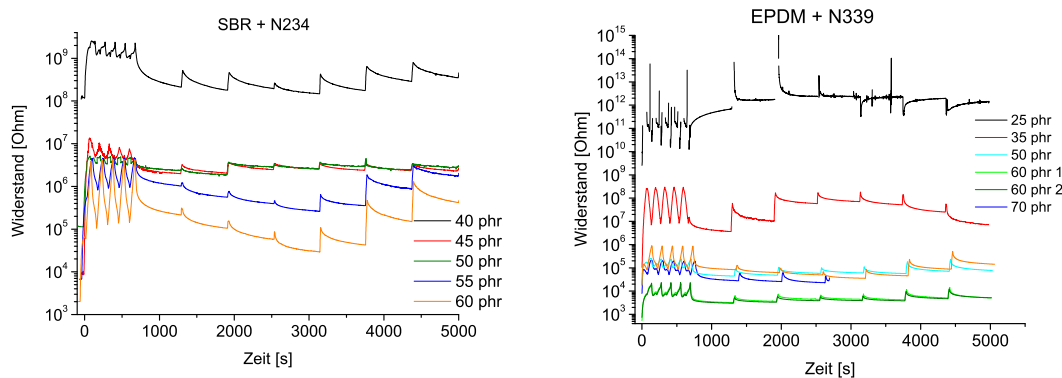 SBR + N234
Widerstand [Ohm]
10⁹
10⁸
10⁷
10⁶
10⁵
10⁴
10³
0 1000 2000 3000 4000 5000
Zeit [s]
40 phr
45 phr
50 phr
55 phr
60 phr
EPDM + N339
Widerstand [Ohm]
10¹⁵
10¹⁴
10¹³
10¹²
10¹¹
10¹⁰
10⁹
10⁸
10⁷
10⁶
10⁵
10⁴
10³
0 1000 2000 3000 4000 5000
Zeit [s]
25 phr
35 phr
50 phr
60 phr 1
60 phr 2
70 phr